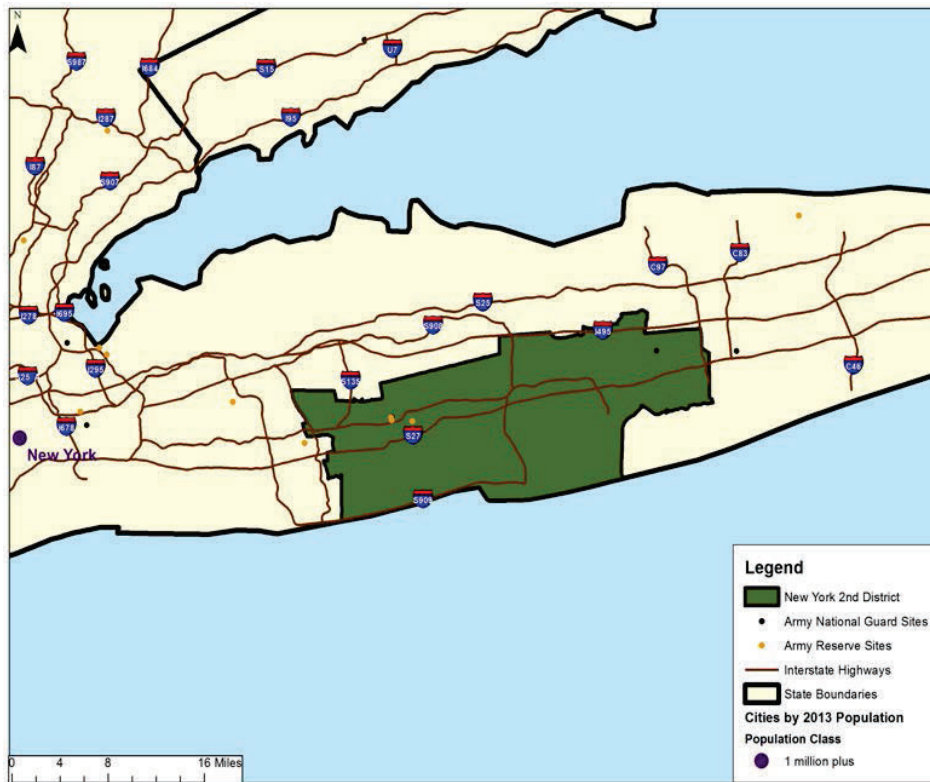 N
S987
I684
S15
U7
I287
I95
I87
S907
C97
C83
I278
I695
S25
S908
I495
I295
S135
C46
I678
S27
New York
S909
Legend
New York 2nd District
Army National Guard Sites
Army Reserve Sites
Interstate Highways
State Boundaries
Cities by 2013 Population
Population Class
1 million plus
0 4 8 16 Miles